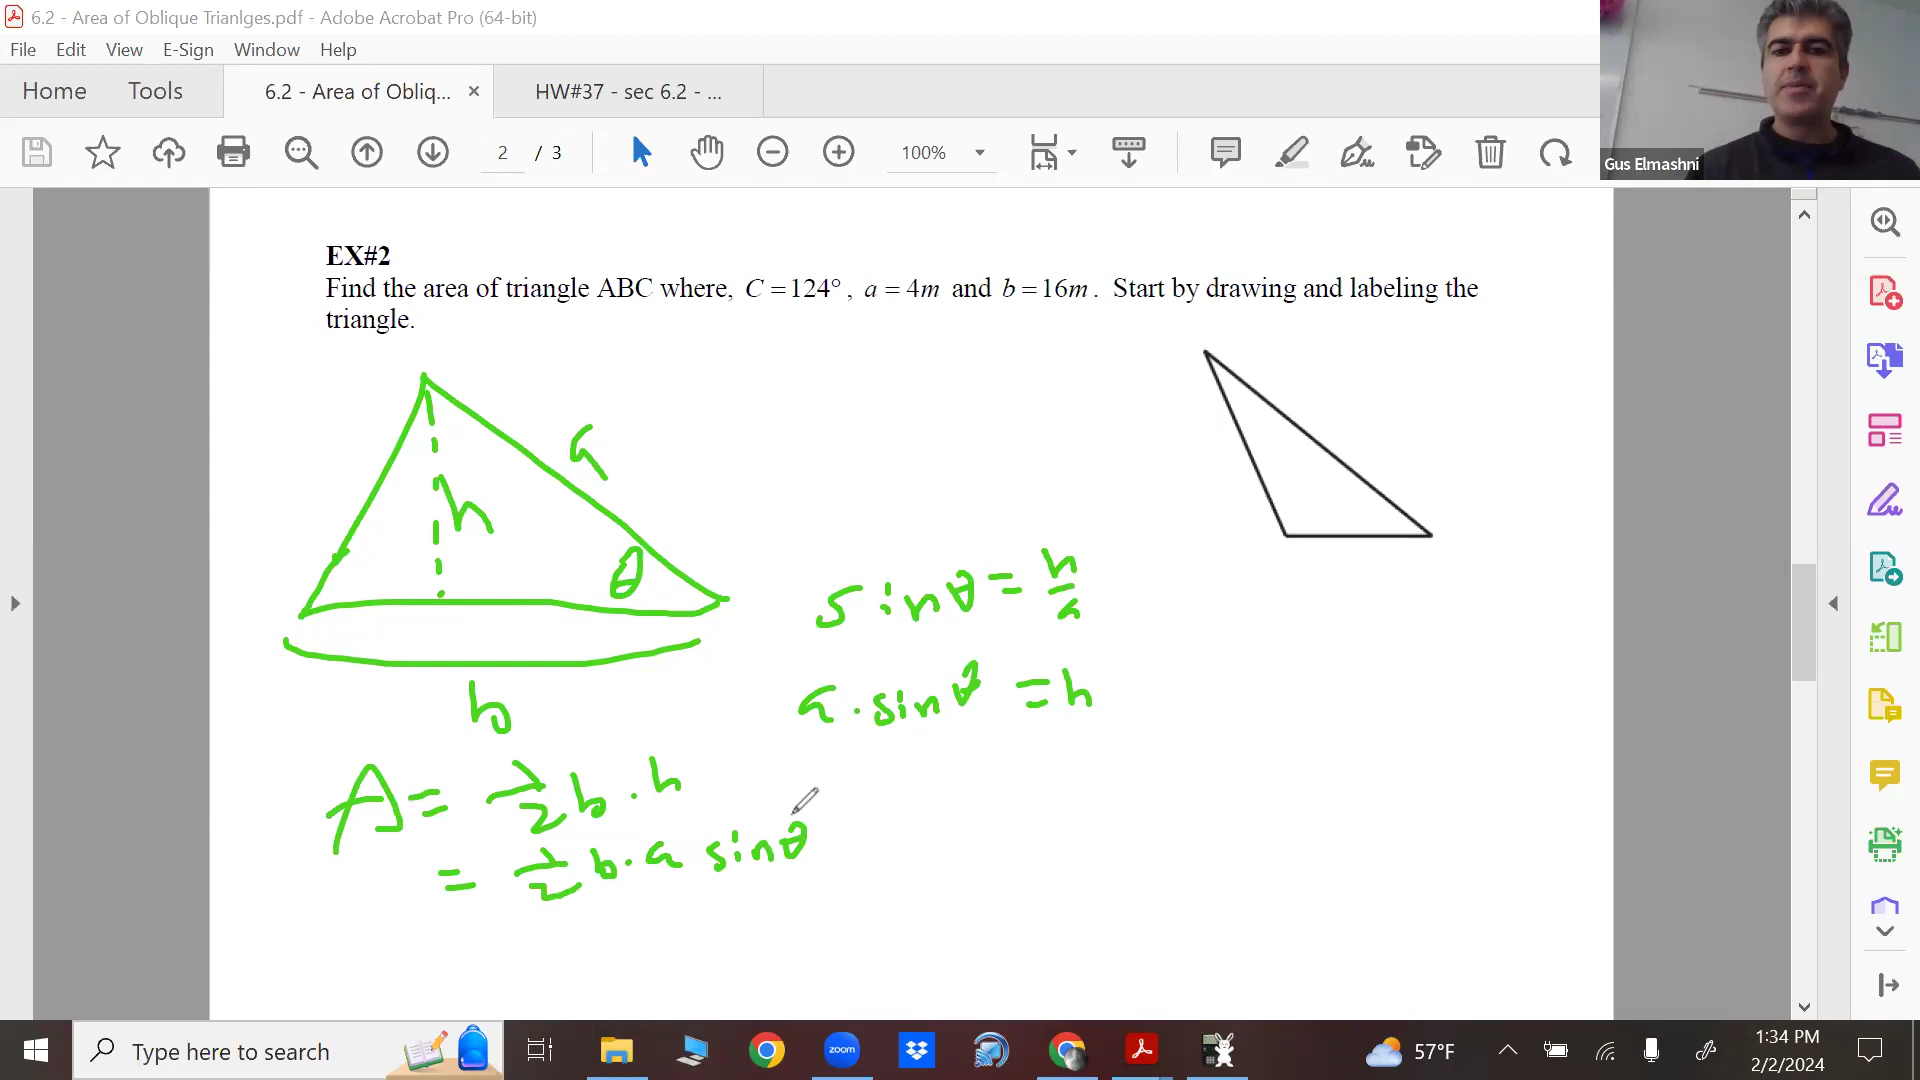 6.2 - Area of Oblique Trianlges.pdf - Adobe Acrobat Pro (64-bit)
File Edit View E-Sign Window Help
Home Tools 6.2 - Area of Obliq... × HW#37 - sec 6.2 - ...
2 / 3 100%
Gus Elmashni
EX#2
Find the area of triangle ABC where, C = 124°, a = 4m and b = 16m. Start by drawing and labeling the
triangle.
a
h
θ
b
sinθ = h/a
a · sinθ = h
A = 1/2 b · h
= 1/2 b · a sinθ
Type here to search
zoom
57°F
1:34 PM
2/2/2024